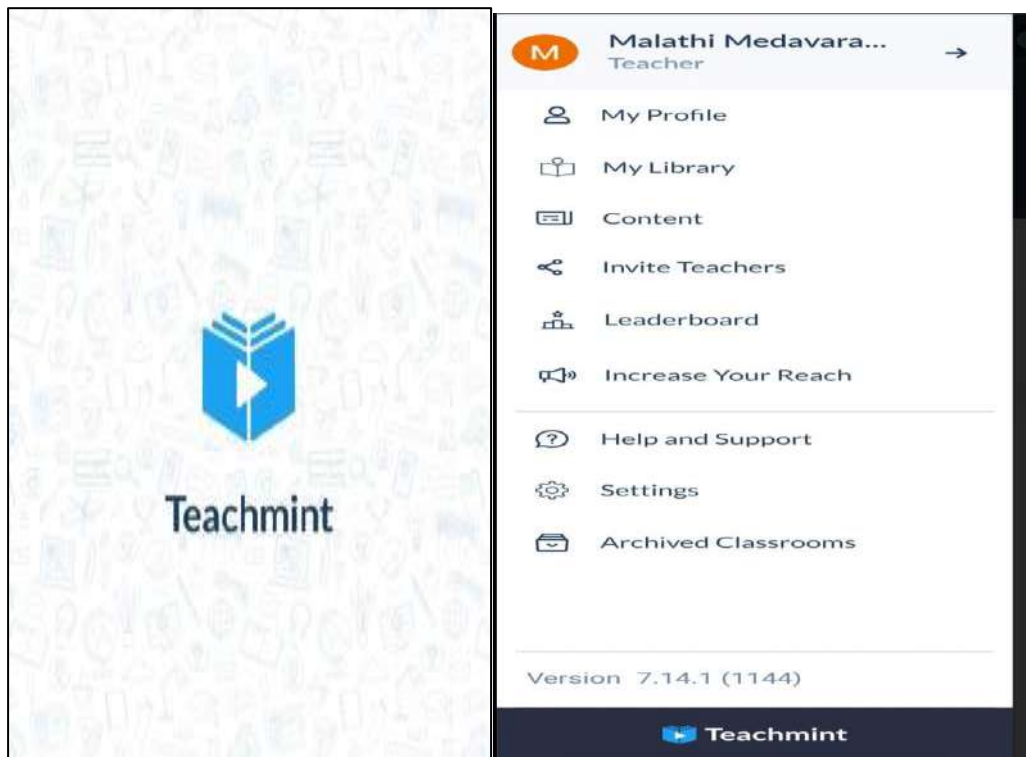 Teachmint
M
Malathi Medavara...
Teacher
My Profile
My Library
Content
Invite Teachers
Leaderboard
Increase Your Reach
Help and Support
Settings
Archived Classrooms
Version 7.14.1 (1144)
Teachmint